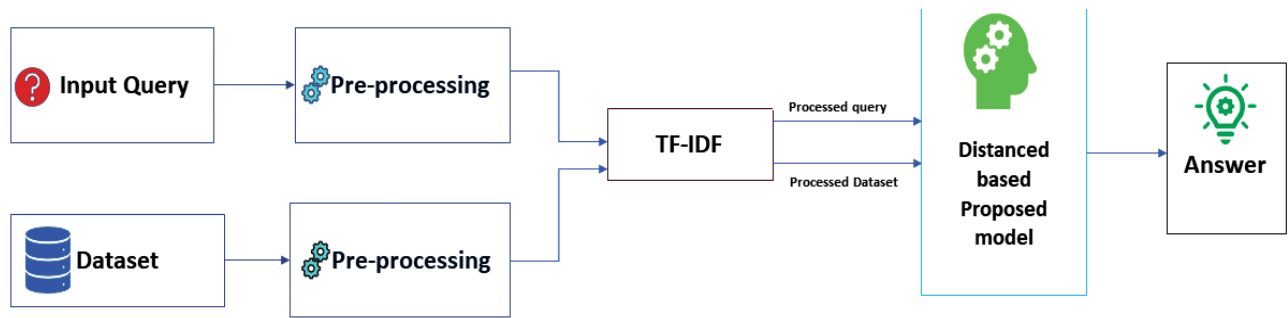 ?
Input Query
Pre-processing
Dataset
Pre-processing
TF-IDF
Processed query
Processed Dataset
Distanced
based
Proposed
model
Answer